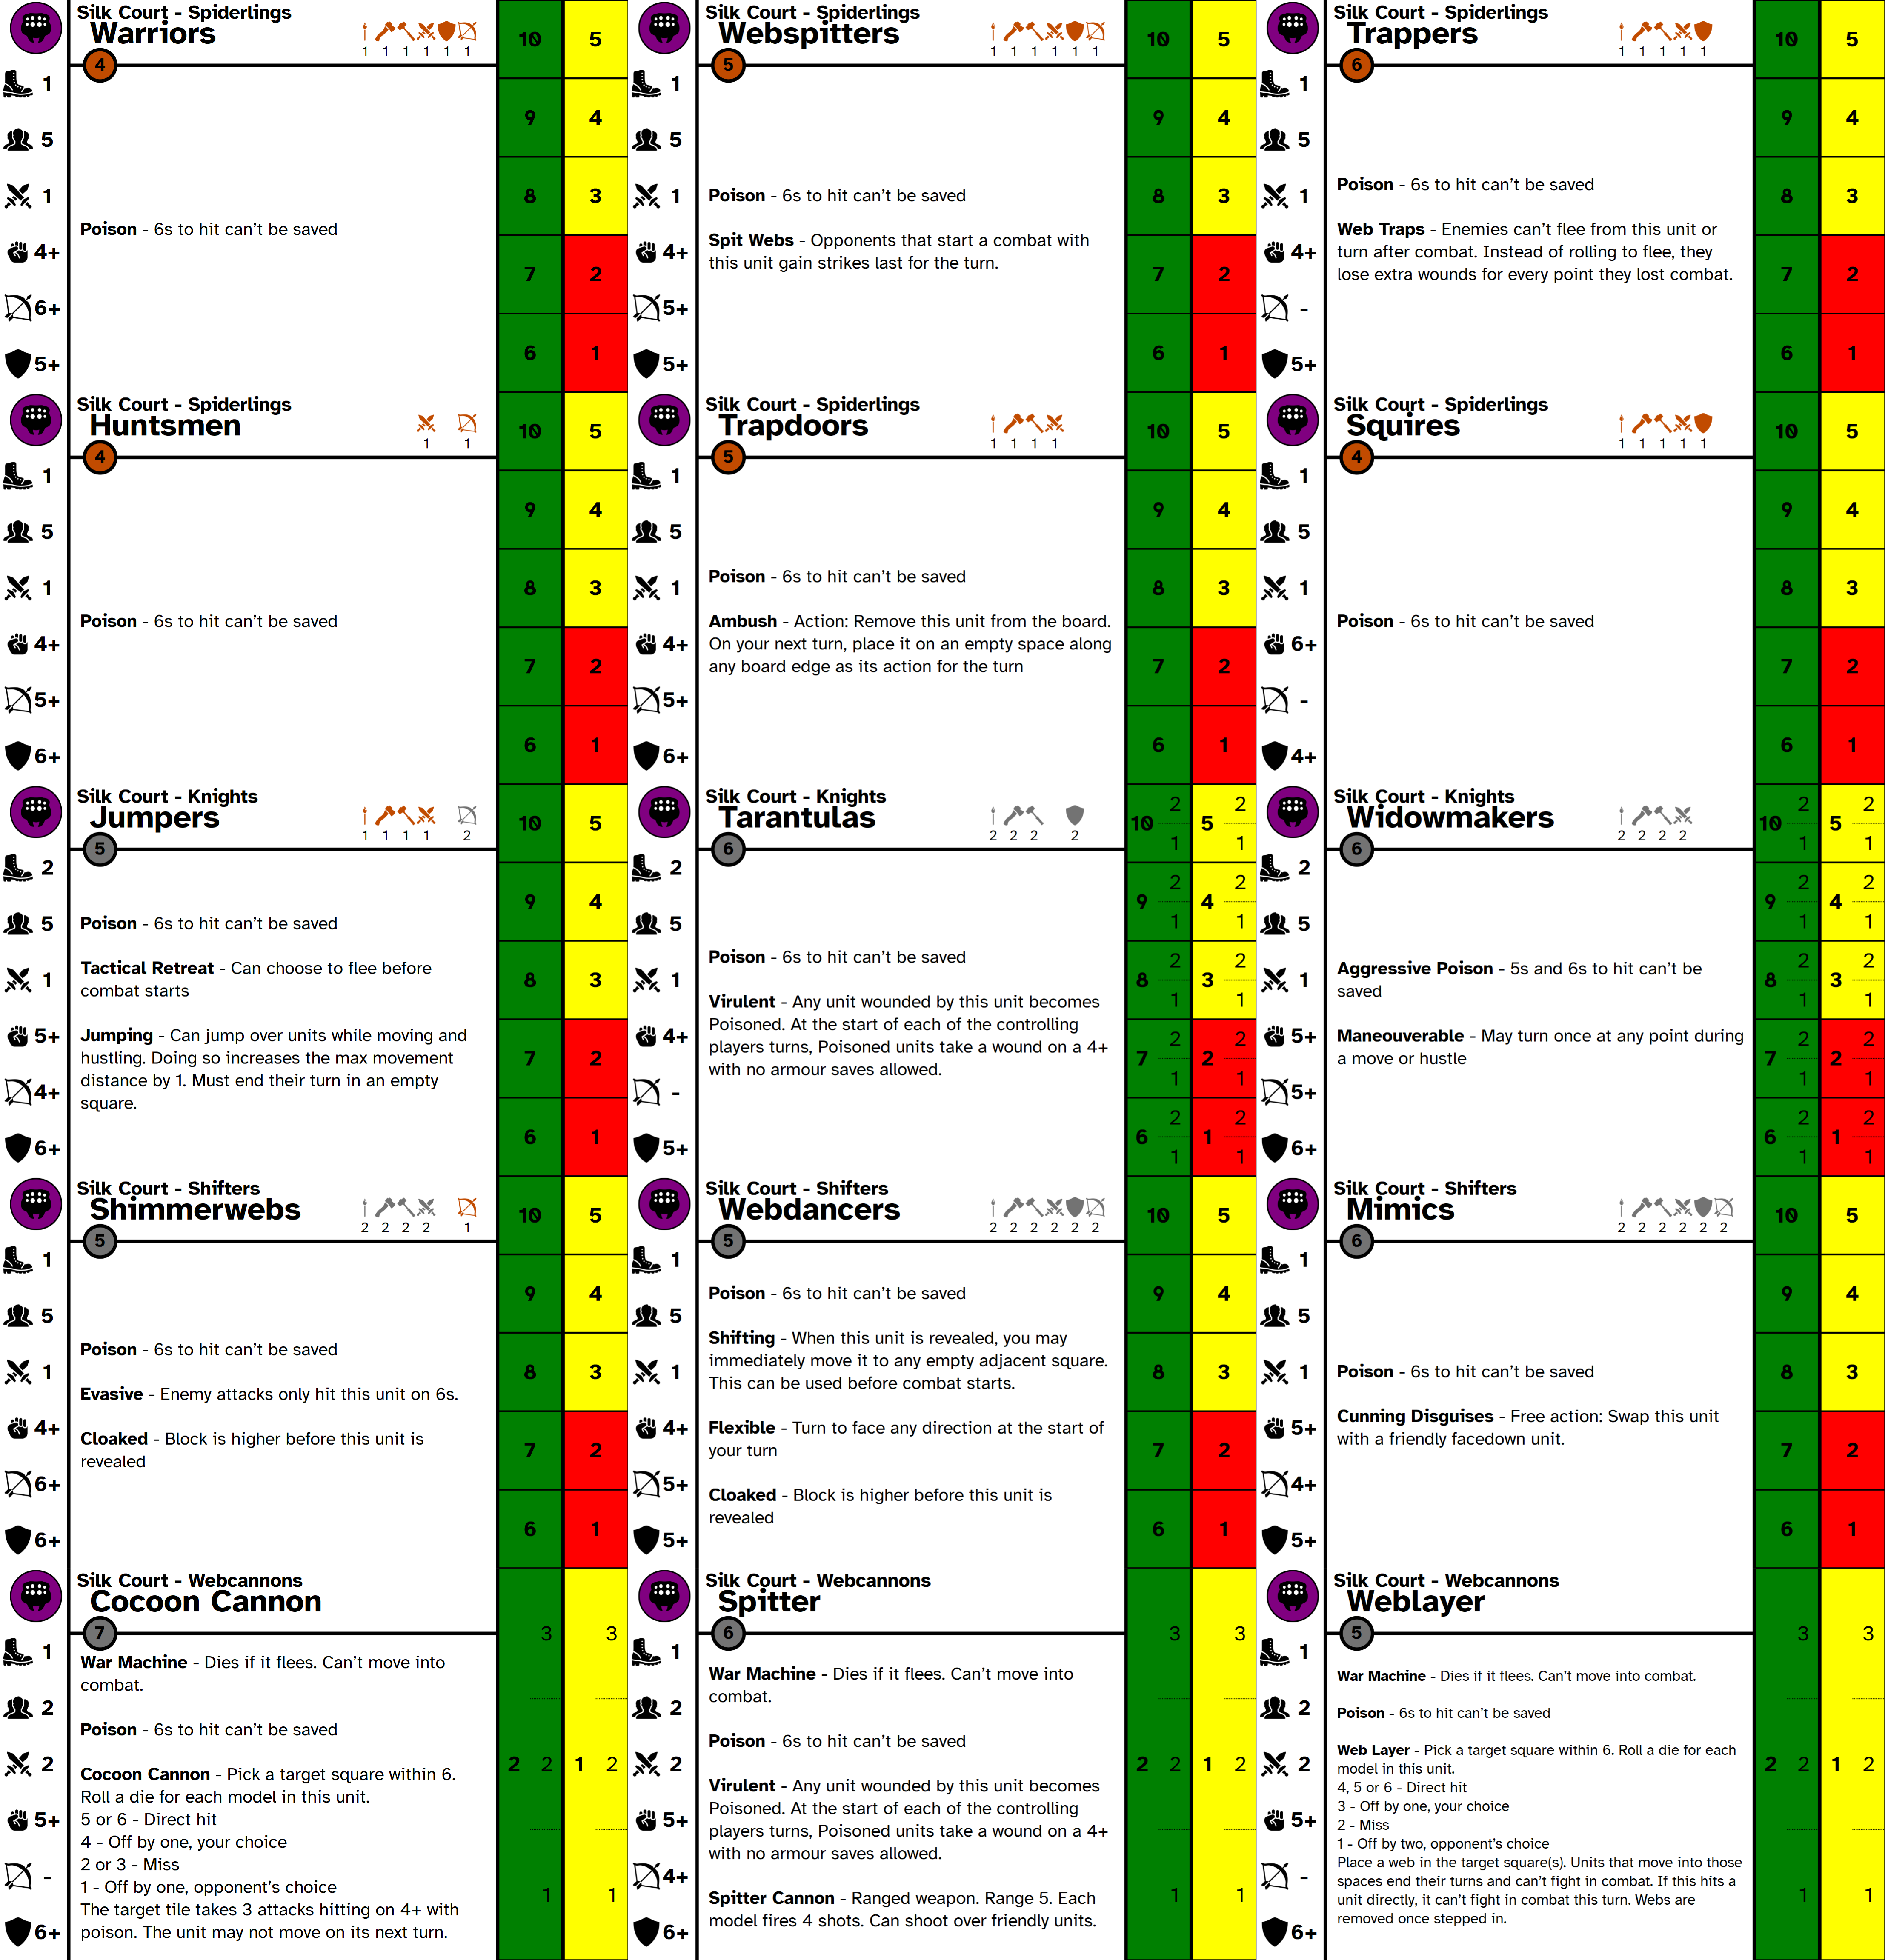 Silk Court - Spiderlings
Warriors
1 1 1 1 1 1
4
1
5
1
4+
6+
5+
Poison - 6s to hit can't be saved
10 5
9 4
8 3
7 2
6 1
Silk Court - Spiderlings
Webspitters
1 1 1 1 1 1
5
1
5
1
4+
5+
5+
Poison - 6s to hit can't be saved
Spit Webs - Opponents that start a combat with
this unit gain strikes last for the turn.
10 5
9 4
8 3
7 2
6 1
Silk Court - Spiderlings
Trappers
1 1 1 1 1
6
1
5
1
4+
-
5+
Poison - 6s to hit can't be saved
Web Traps - Enemies can't flee from this unit or
turn after combat. Instead of rolling to flee, they
lose extra wounds for every point they lost combat.
10 5
9 4
8 3
7 2
6 1
Silk Court - Spiderlings
Huntsmen
1 1
4
1
5
1
4+
5+
6+
Poison - 6s to hit can't be saved
10 5
9 4
8 3
7 2
6 1
Silk Court - Spiderlings
Trapdoors
1 1 1 1
5
1
5
1
4+
5+
6+
Poison - 6s to hit can't be saved
Ambush - Action: Remove this unit from the board.
On your next turn, place it on an empty space along
any board edge as its action for the turn
10 5
9 4
8 3
7 2
6 1
Silk Court - Spiderlings
Squires
1 1 1 1 1
4
1
5
1
6+
-
4+
Poison - 6s to hit can't be saved
10 5
9 4
8 3
7 2
6 1
Silk Court - Knights
Jumpers
1 1 1 1 2
5
2
5
1
5+
4+
6+
Poison - 6s to hit can't be saved
Tactical Retreat - Can choose to flee before
combat starts
Jumping - Can jump over units while moving and
hustling. Doing so increases the max movement
distance by 1. Must end their turn in an empty
square.
10 5
9 4
8 3
7 2
6 1
Silk Court - Knights
Tarantulas
2 2 2 2
6
2
5
1
4+
-
5+
Poison - 6s to hit can't be saved
Virulent - Any unit wounded by this unit becomes
Poisoned. At the start of each of the controlling
players turns, Poisoned units take a wound on a 4+
with no armour saves allowed.
10 2 1 5 2 1
9 2 1 4 2 1
8 2 1 3 2 1
7 2 1 2 2 1
6 2 1 1 2 1
Silk Court - Knights
Widowmakers
2 2 2 2
6
2
5
1
5+
5+
6+
Aggressive Poison - 5s and 6s to hit can't be
saved
Maneouverable - May turn once at any point during
a move or hustle
10 2 1 5 2 1
9 2 1 4 2 1
8 2 1 3 2 1
7 2 1 2 2 1
6 2 1 1 2 1
Silk Court - Shifters
Shimmerwebs
2 2 2 2 1
5
1
5
1
4+
6+
6+
Poison - 6s to hit can't be saved
Evasive - Enemy attacks only hit this unit on 6s.
Cloaked - Block is higher before this unit is
revealed
10 5
9 4
8 3
7 2
6 1
Silk Court - Shifters
Webdancers
2 2 2 2 2 2
5
1
5
1
4+
5+
5+
Poison - 6s to hit can't be saved
Shifting - When this unit is revealed, you may
immediately move it to any empty adjacent square.
This can be used before combat starts.
Flexible - Turn to face any direction at the start of
your turn
Cloaked - Block is higher before this unit is
revealed
10 5
9 4
8 3
7 2
6 1
Silk Court - Shifters
Mimics
2 2 2 2 2 2
6
1
5
1
5+
4+
5+
Poison - 6s to hit can't be saved
Cunning Disguises - Free action: Swap this unit
with a friendly facedown unit.
10 5
9 4
8 3
7 2
6 1
Silk Court - Webcannons
Cocoon Cannon
7
1
2
2
5+
-
6+
War Machine - Dies if it flees. Can't move into
combat.
Poison - 6s to hit can't be saved
Cocoon Cannon - Pick a target square within 6.
Roll a die for each model in this unit.
5 or 6 - Direct hit
4 - Off by one, your choice
2 or 3 - Miss
1 - Off by one, opponent's choice
The target tile takes 3 attacks hitting on 4+ with
poison. The unit may not move on its next turn.
3 3
2 2 1 2
1 1
Silk Court - Webcannons
Spitter
6
1
2
2
5+
4+
6+
War Machine - Dies if it flees. Can't move into
combat.
Poison - 6s to hit can't be saved
Virulent - Any unit wounded by this unit becomes
Poisoned. At the start of each of the controlling
players turns, Poisoned units take a wound on a 4+
with no armour saves allowed.
Spitter Cannon - Ranged weapon. Range 5. Each
model fires 4 shots. Can shoot over friendly units.
3 3
2 2 1 2
1 1
Silk Court - Webcannons
Weblayer
5
1
2
2
5+
-
6+
War Machine - Dies if it flees. Can't move into combat.
Poison - 6s to hit can't be saved
Web Layer - Pick a target square within 6. Roll a die for each
model in this unit.
4, 5 or 6 - Direct hit
3 - Off by one, your choice
2 - Miss
1 - Off by two, opponent's choice
Place a web in the target square(s). Units that move into those
spaces end their turns and can't fight in combat. If this hits a
unit directly, it can't fight in combat this turn. Webs are
removed once stepped in.
3 3
2 2 1 2
1 1